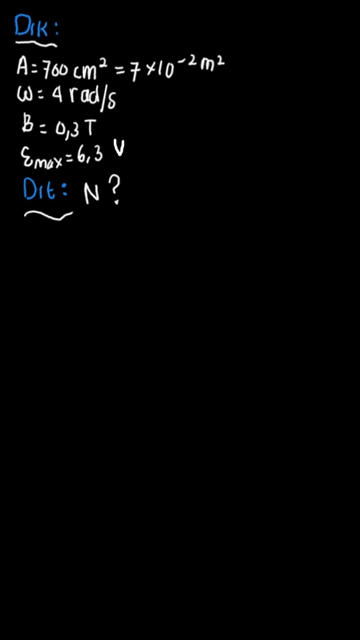 Dik:
A = 700 cm² = 7 × 10⁻² m²
ω = 4 rad/s
B = 0,3 T
εmax = 6,3 V
Dit: N ?